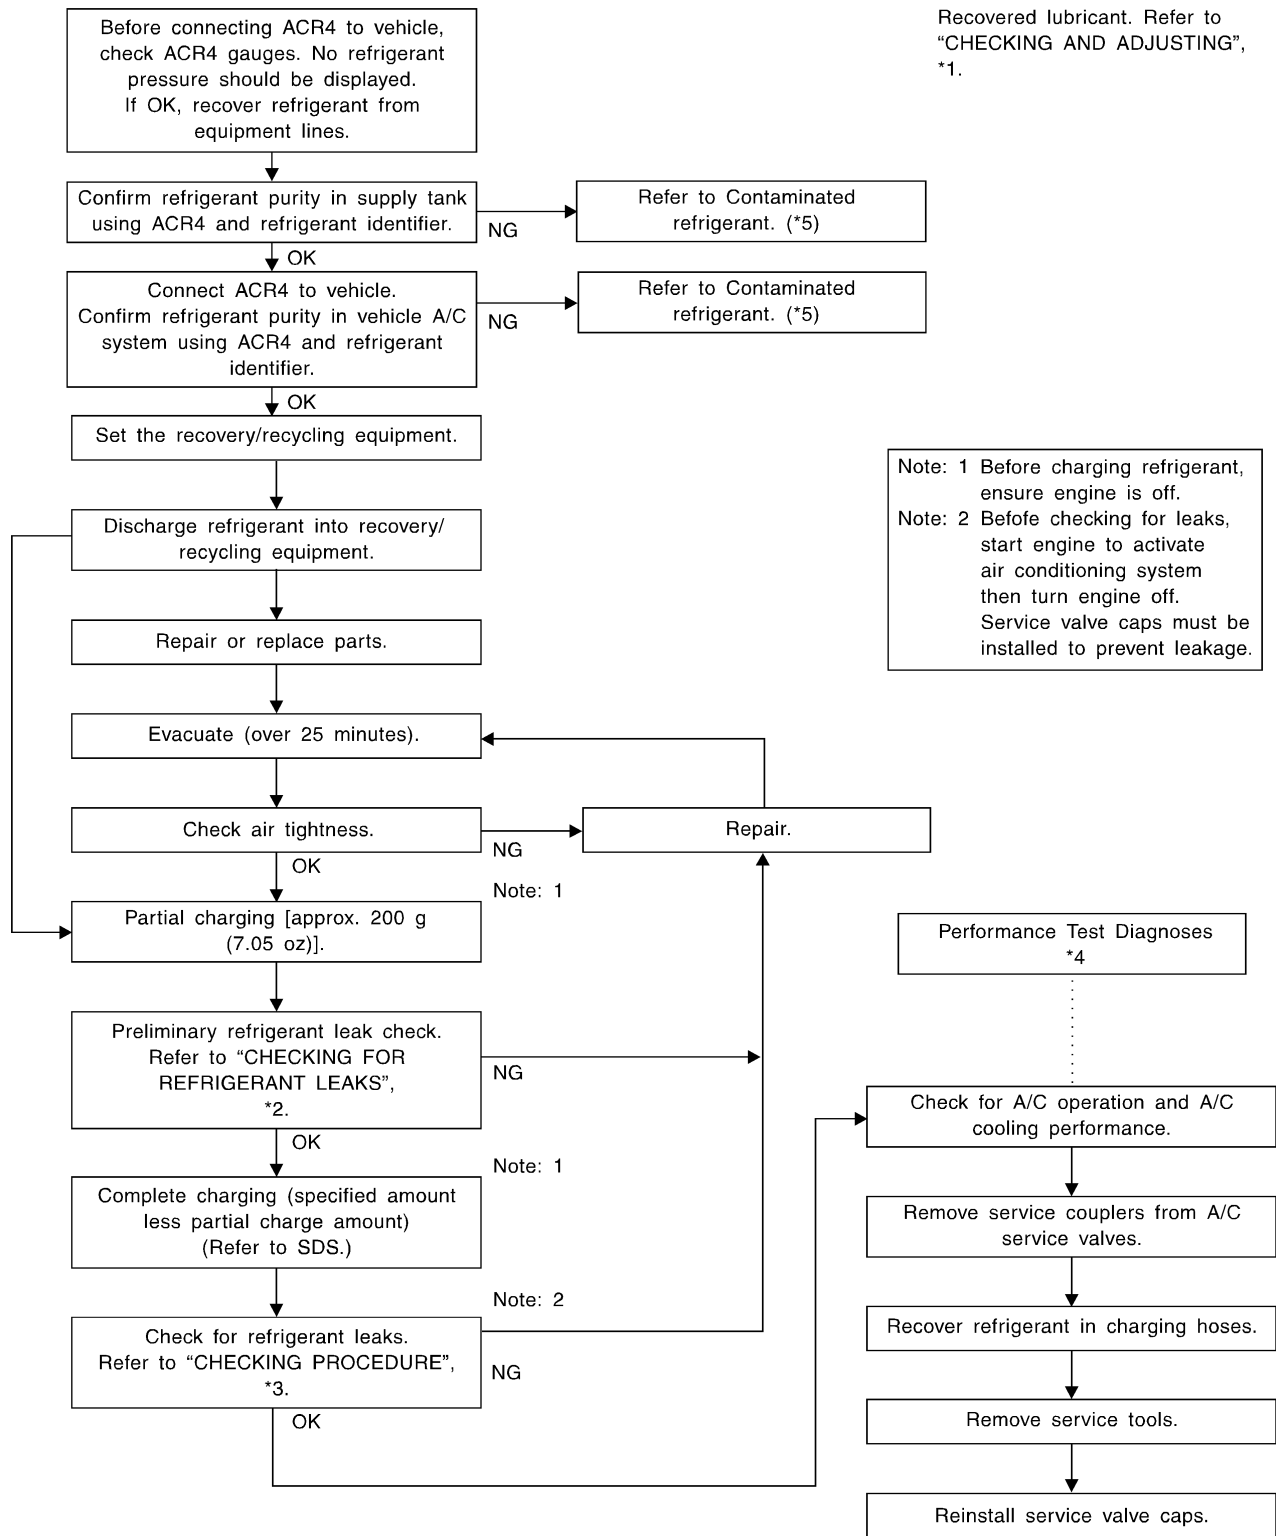 Before connecting ACR4 to vehicle,
check ACR4 gauges. No refrigerant
pressure should be displayed.
If OK, recover refrigerant from
equipment lines.
Recovered lubricant. Refer to
“CHECKING AND ADJUSTING”,
*1.
Confirm refrigerant purity in supply tank
using ACR4 and refrigerant identifier.
NG
Refer to Contaminated
refrigerant. (*5)
OK
Connect ACR4 to vehicle.
Confirm refrigerant purity in vehicle A/C
system using ACR4 and refrigerant
identifier.
NG
Refer to Contaminated
refrigerant. (*5)
OK
Set the recovery/recycling equipment.
Note: 1 Before charging refrigerant,
ensure engine is off.
Note: 2 Befofe checking for leaks,
start engine to activate
air conditioning system
then turn engine off.
Service valve caps must be
installed to prevent leakage.
Discharge refrigerant into recovery/
recycling equipment.
Repair or replace parts.
Evacuate (over 25 minutes).
Check air tightness.
NG
Repair.
OK
Note: 1
Partial charging [approx. 200 g
(7.05 oz)].
Preliminary refrigerant leak check.
Refer to “CHECKING FOR
REFRIGERANT LEAKS”,
*2.
NG
OK
Note: 1
Complete charging (specified amount
less partial charge amount)
(Refer to SDS.)
Note: 2
Check for refrigerant leaks.
Refer to “CHECKING PROCEDURE”,
*3.
NG
OK
Performance Test Diagnoses
*4
Check for A/C operation and A/C
cooling performance.
Remove service couplers from A/C
service valves.
Recover refrigerant in charging hoses.
Remove service tools.
Reinstall service valve caps.